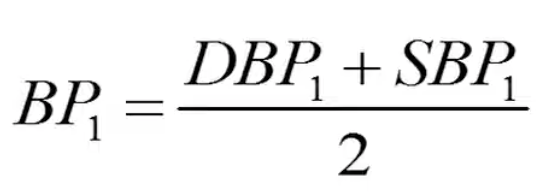 BP₁ = (DBP₁ + SBP₁) / 2